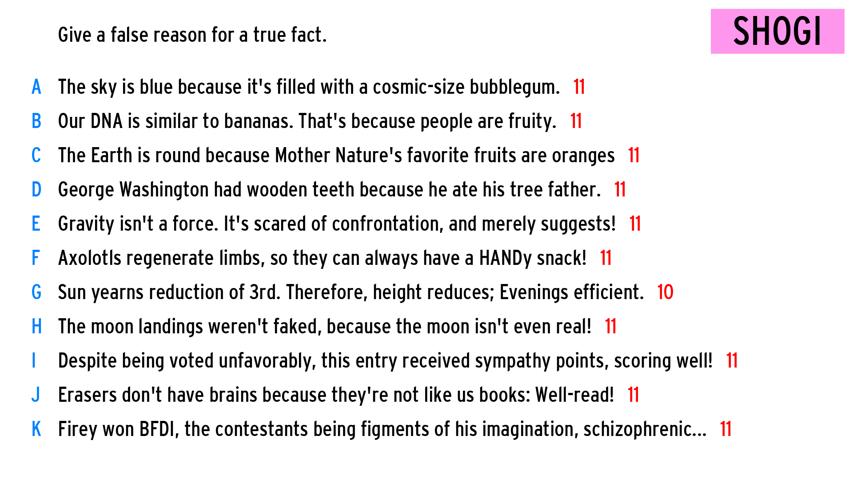 Give a false reason for a true fact.
SHOGI
A The sky is blue because it's filled with a cosmic-size bubblegum. 11
B Our DNA is similar to bananas. That's because people are fruity. 11
C The Earth is round because Mother Nature's favorite fruits are oranges 11
D George Washington had wooden teeth because he ate his tree father. 11
E Gravity isn't a force. It's scared of confrontation, and merely suggests! 11
F Axolotls regenerate limbs, so they can always have a HANDy snack! 11
G Sun yearns reduction of 3rd. Therefore, height reduces; Evenings efficient. 10
H The moon landings weren't faked, because the moon isn't even real! 11
I Despite being voted unfavorably, this entry received sympathy points, scoring well! 11
J Erasers don't have brains because they're not like us books: Well-read! 11
K Firey won BFDI, the contestants being figments of his imagination, schizophrenic... 11